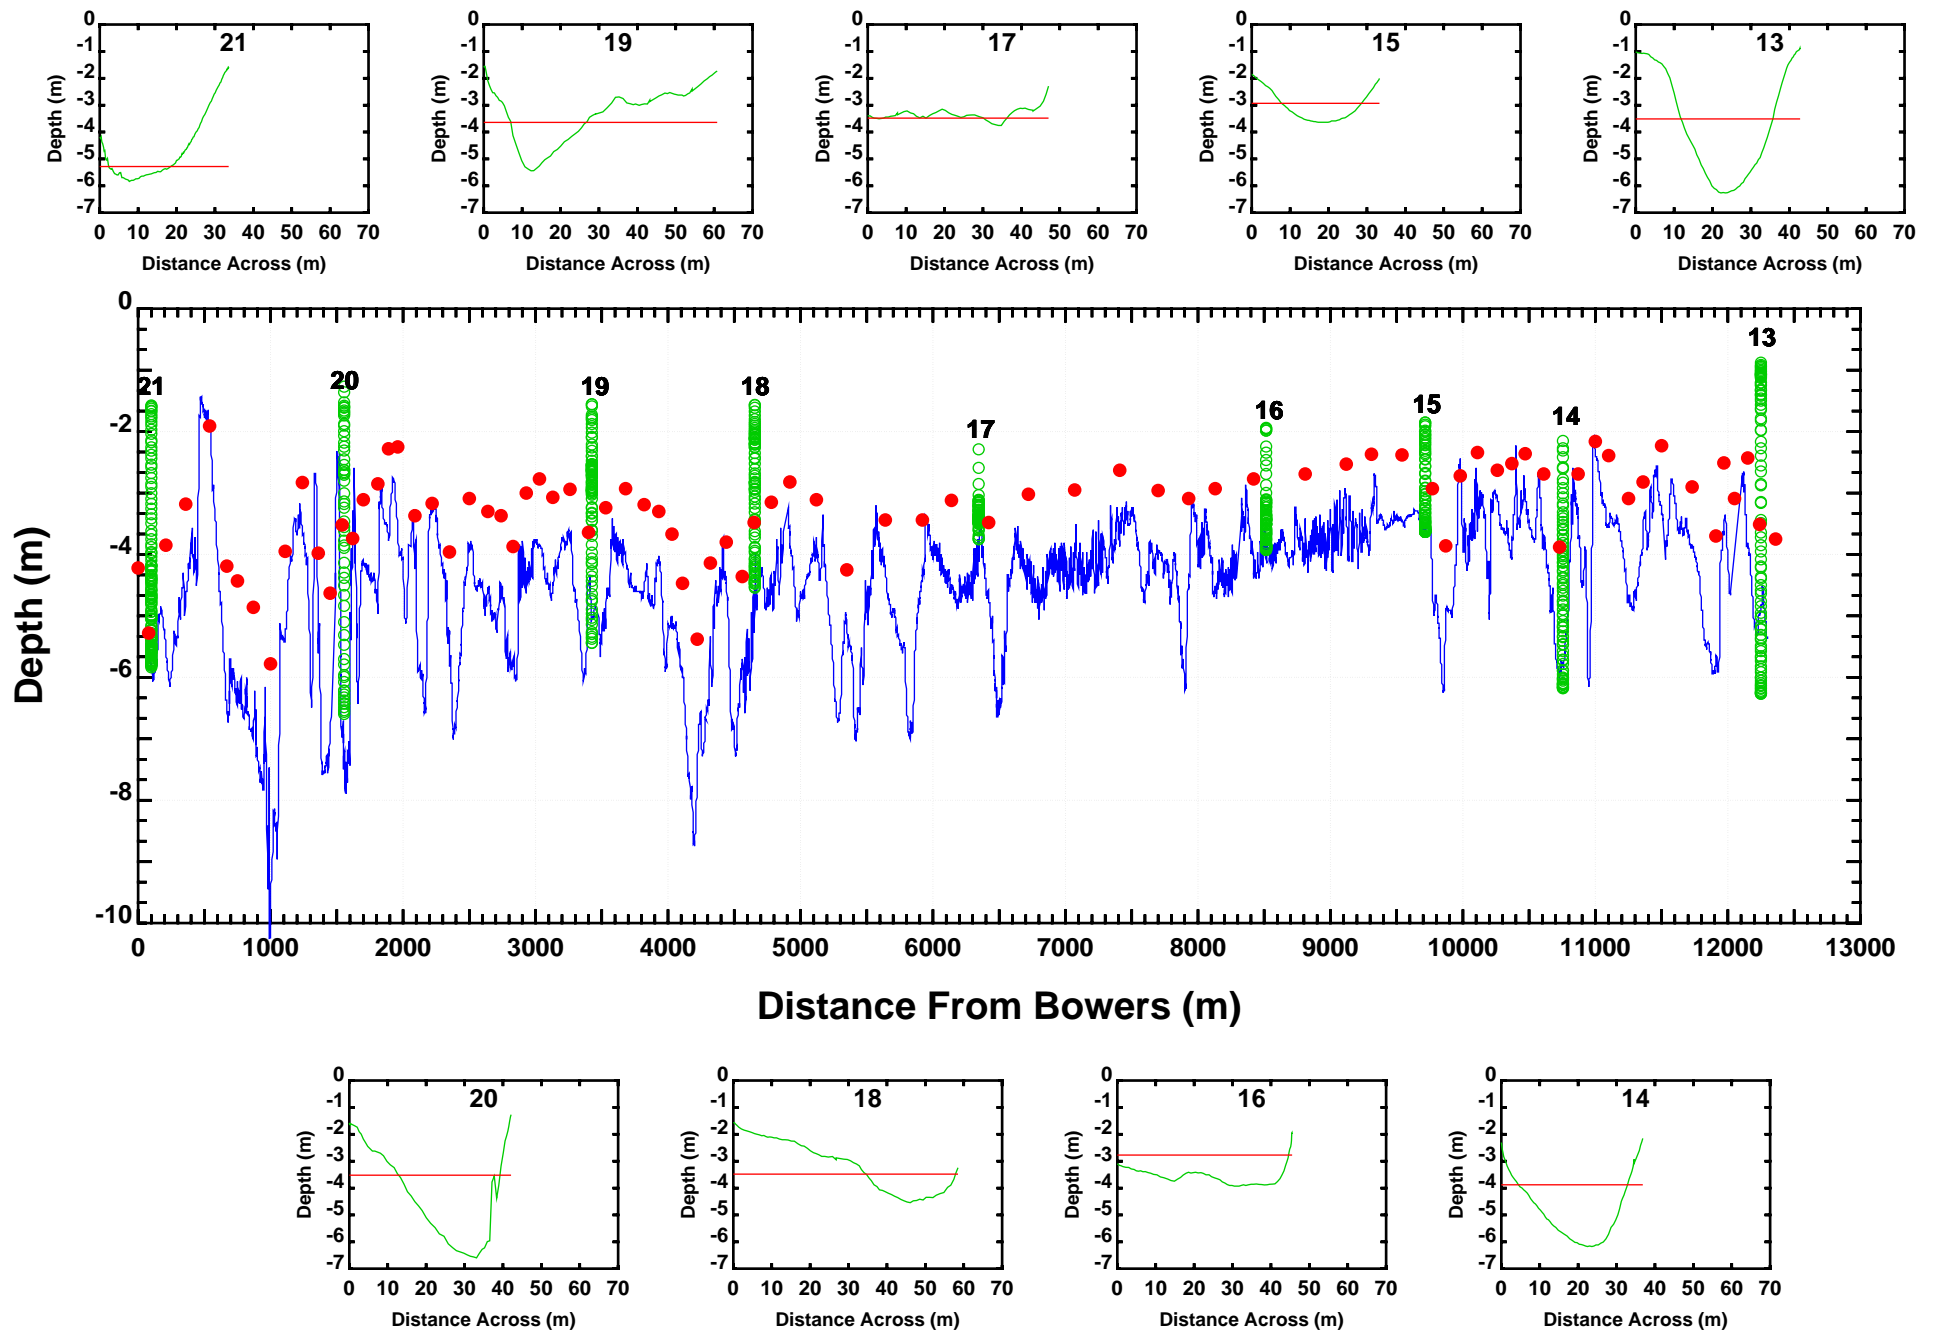 0 0 0 0 0
21 19 17 15 13
-1 -1 -1 -1 -1
-2 -2 -2 -2 -2
-3 -3 -3 -3 -3
-4 -4 -4 -4 -4
-5 -5 -5 -5 -5
-6 -6 -6 -6 -6
-7 -7 -7 -7 -7
Depth (m) Depth (m) Depth (m) Depth (m) Depth (m)
0 10 20 30 40 50 60 70 0 10 20 30 40 50 60 70 0 10 20 30 40 50 60 70 0 10 20 30 40 50 60 70 0 10 20 30 40 50 60 70
Distance Across (m) Distance Across (m) Distance Across (m) Distance Across (m) Distance Across (m)
0
-2
-4
-6
-8
-10
Depth (m)
21 20 19 18 17 16 15 14 13
0 1000 2000 3000 4000 5000 6000 7000 8000 9000 10000 11000 12000 13000
Distance From Bowers (m)
0 0 0 0
20 18 16 14
-1 -1 -1 -1
-2 -2 -2 -2
-3 -3 -3 -3
-4 -4 -4 -4
-5 -5 -5 -5
-6 -6 -6 -6
-7 -7 -7 -7
Depth (m) Depth (m) Depth (m) Depth (m)
0 10 20 30 40 50 60 70 0 10 20 30 40 50 60 70 0 10 20 30 40 50 60 70 0 10 20 30 40 50 60 70
Distance Across (m) Distance Across (m) Distance Across (m) Distance Across (m)